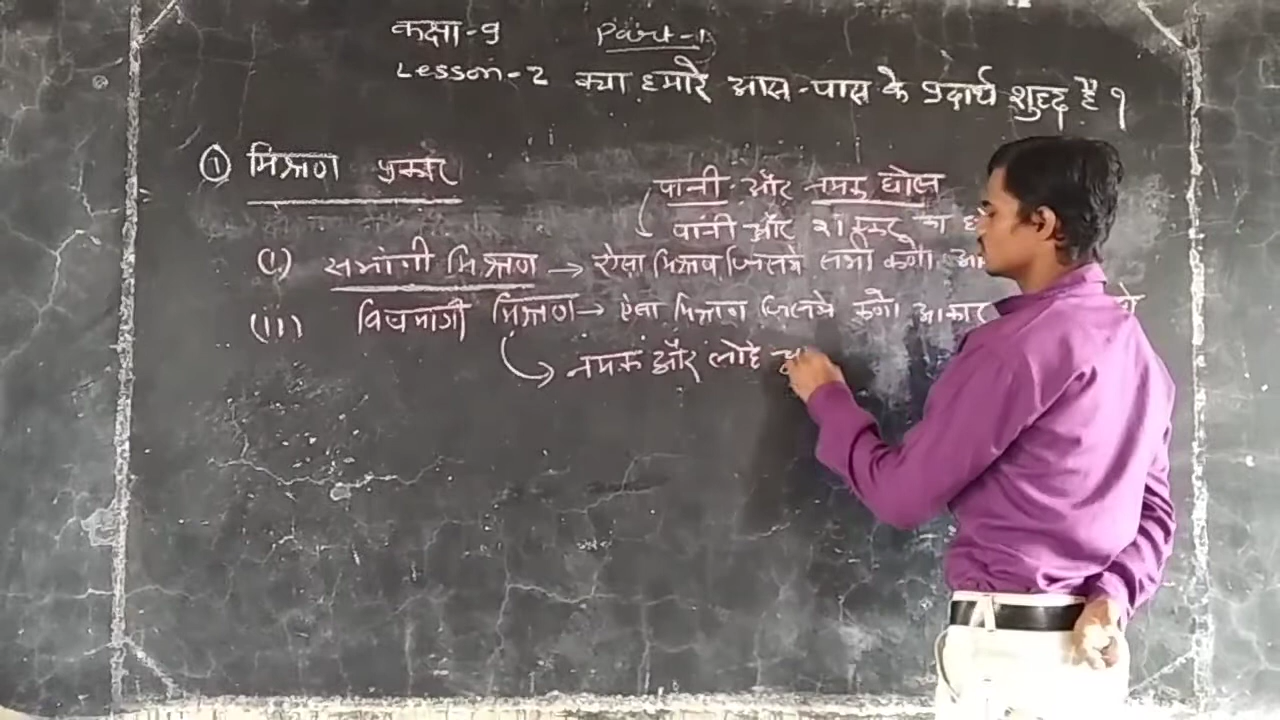 कक्षा-9 Part-1
Lesson-2 क्या हमारे आस-पास के पदार्थ शुद्ध है ?
① मिश्रण प्रकार
पानी और नमक घोल
पानी और शक्कर का
(i) समांगी मिश्रण → ऐसा मिश्रण जिसमे सभी कणो
(ii) विषमांगी मिश्रण → ऐसा मिश्रण जिसमे कणो आकार
→ नमक और लोहे